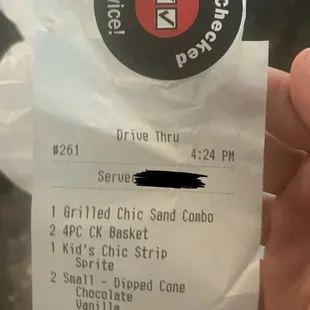 vice!
Checked
Drive Thru
#261 4:24 PM
Serve
1 Grilled Chic Sand Combo
2 4PC CK Basket
1 Kid's Chic Strip
Sprite
2 Small - Dipped Cone
Chocolate
Vanilla